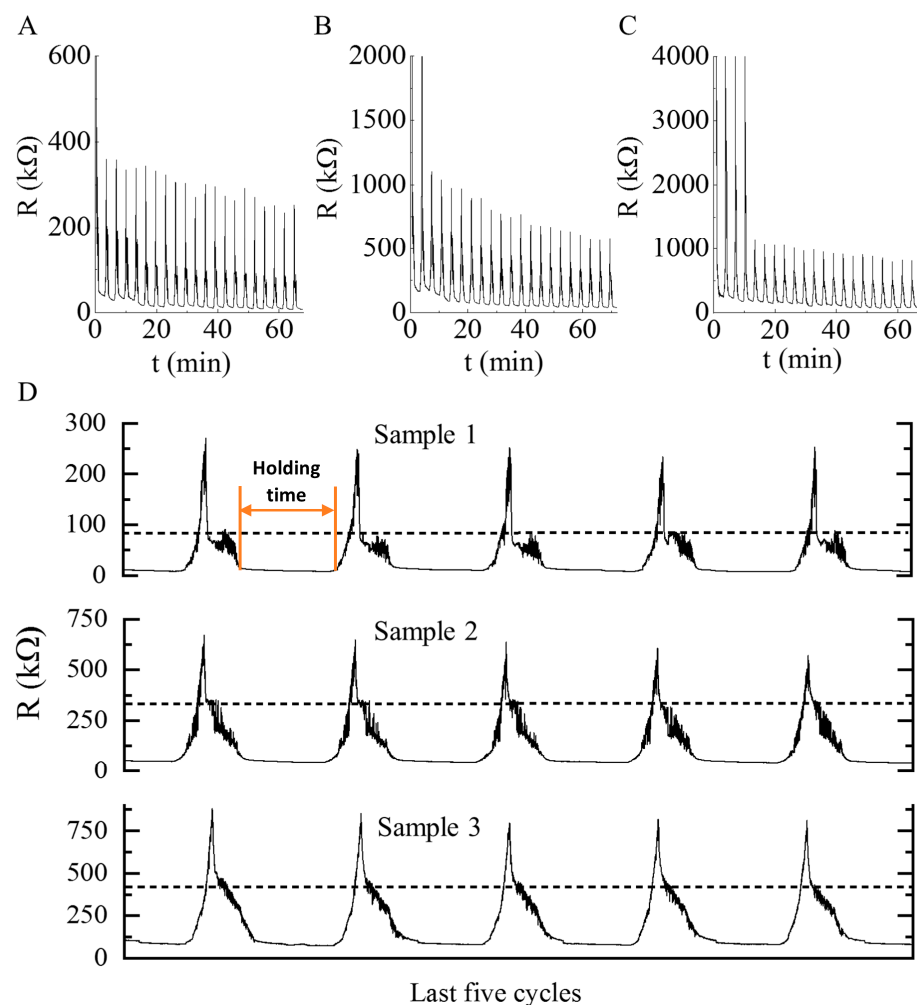 A
B
C
R (kΩ)
600
400
200
0
0
20
40
60
t (min)
R (kΩ)
2000
1500
1000
500
0
0
20
40
60
t (min)
R (kΩ)
4000
3000
2000
1000
0
0
20
40
60
t (min)
D
R (kΩ)
300
200
100
0
Sample 1
Holding
time
750
500
250
0
Sample 2
750
500
250
0
Sample 3
Last five cycles